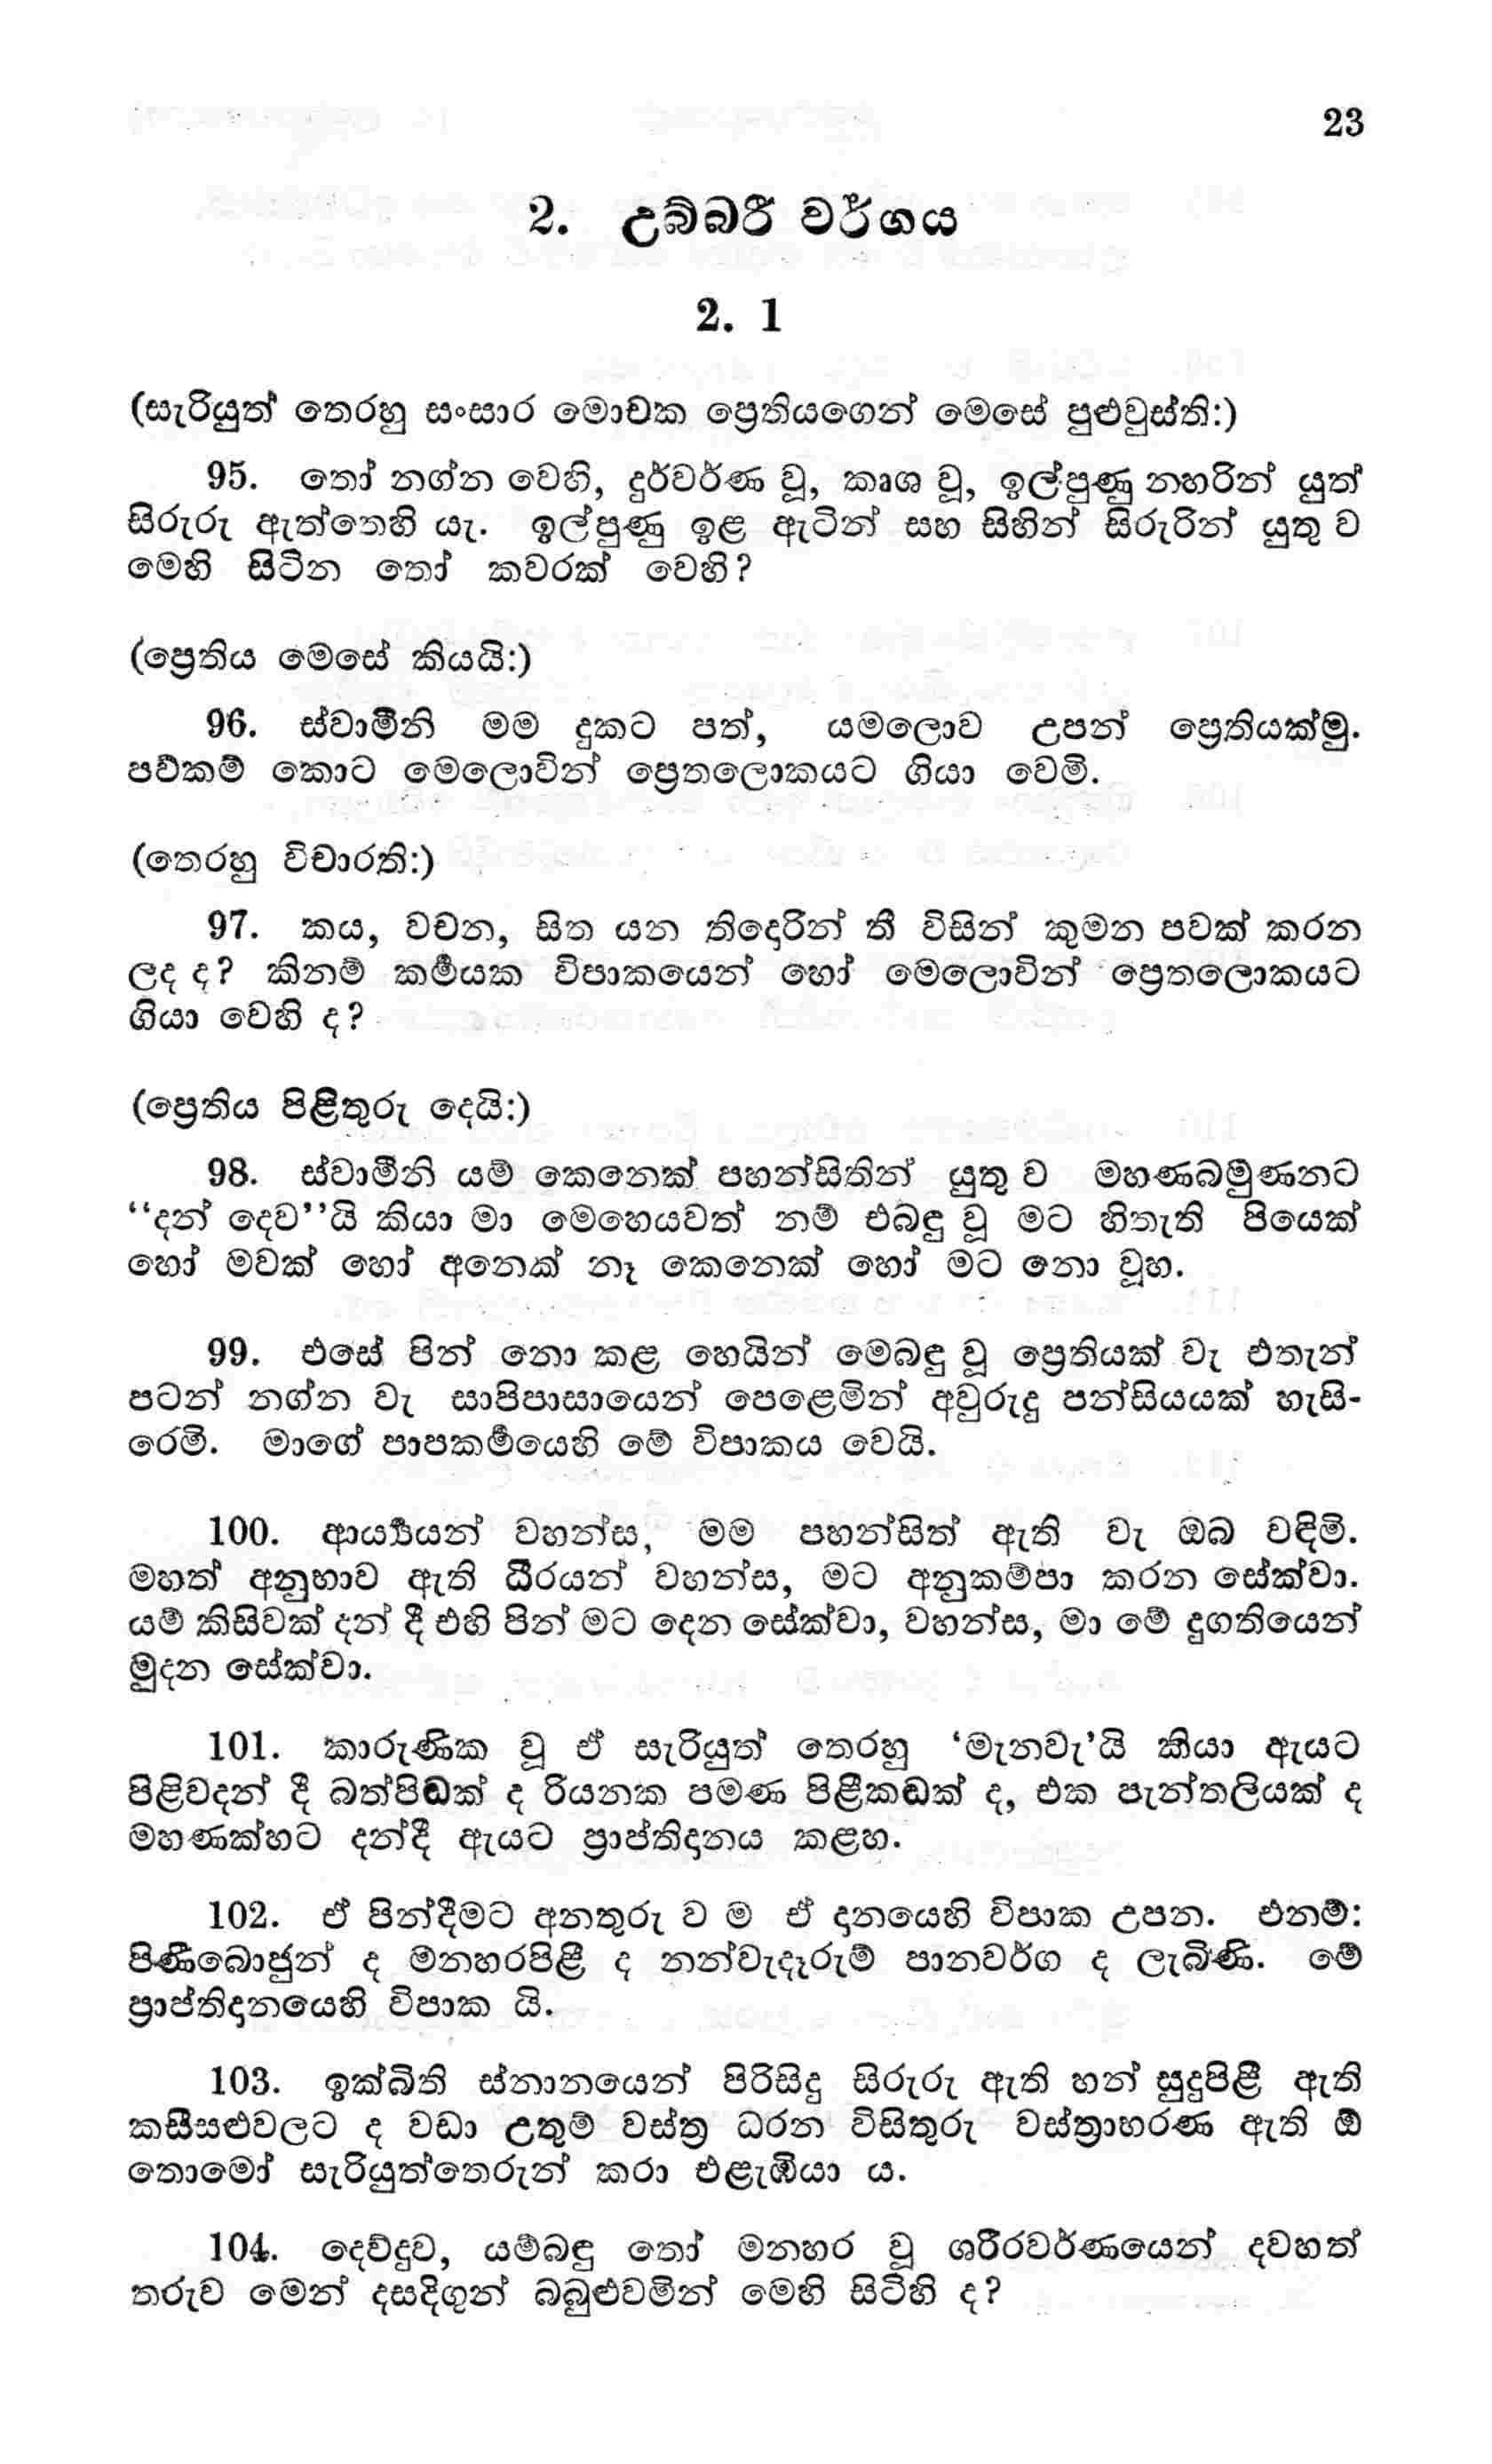 23
2. උබ්බරී වර්ගය
2. 1
(සැරියුත් තෙරහු සංසාර මොචක ප්‍රෙතියගෙන් මෙසේ පුළුවුස්ති:)
95. තෝ නග්න වෙහි, දුර්වර්ණ වූ, කෘශ වූ, ඉල්පුණු නහරින් යුත්
සිරුරු ඇත්තෙහි යැ. ඉල්පුණු ඉළ ඇටින් සහ සිහින් සිරුරින් යුතු ව
මෙහි සිටින තෝ කවරක් වෙහි?
(ප්‍රෙතිය මෙසේ කියයි:)
96. ස්වාමීනි මම දුකට පත්, යමලොව උපන් ප්‍රෙතියක්මු.
පව්කම් කොට මෙලොවින් ප්‍රෙතලොකයට ගියා වෙමි.
(තෙරහු විචාරති:)
97. කය, වචන, සිත යන තිදොරින් තී විසින් කුමන පවක් කරන
ලද ද? කිනම් කර්‍මයක විපාකයෙන් හෝ මෙලොවින් ප්‍රෙතලොකයට
ගියා වෙහි ද?
(ප්‍රෙතිය පිළිතුරු දෙයි:)
98. ස්වාමීනි යම් කෙනෙක් පහන්සිතින් යුතු ව මහණබමුණනට
“දන් දෙව”යි කියා මා මෙහෙයවත් නම් එබඳු වූ මට හිතැති පියෙක්
හෝ මවක් හෝ අනෙක් නෑ කෙනෙක් හෝ මට නො වූහ.
99. එසේ පින් නො කළ හෙයින් මෙබඳු වූ ප්‍රෙතියක් වැ එතැන්
පටන් නග්න වැ සාපිපාසායෙන් පෙළෙමින් අවුරුදු පන්සියයක් හැසි-
රෙමි. මාගේ පාපකර්‍මයෙහි මේ විපාකය වෙයි.
100. ආර්‍ය්‍යයන් වහන්ස, මම පහන්සිත් ඇති වැ ඔබ වඳිමි.
මහත් අනුභාව ඇති ධීරයන් වහන්ස, මට අනුකම්පා කරන සේක්වා.
යම් කිසිවක් දන් දී එහි පින් මට දෙන සේක්වා, වහන්ස, මා මේ දුගතියෙන්
මුදන සේක්වා.
101. කාරුණික වූ ඒ සැරියුත් තෙරහු ‘මැනවැ’යි කියා ඇයට
පිළිවදන් දී බත්පිඬක් ද රියනක පමණ පිළීකඩක් ද, එක පැන්තලියක් ද
මහණක්හට දන්දී ඇයට ප්‍රාප්තිදානය කළහ.
102. ඒ පින්දීමට අනතුරු ව ම ඒ දානයෙහි විපාක උපන. එනම්:
පිණීබොජුන් ද මනහරපිළී ද නන්වැදෑරුම් පානවර්ග ද ලැබිණි. මේ
ප්‍රාප්තිදානයෙහි විපාක යි.
103. ඉක්බිති ස්නානයෙන් පිරිසිදු සිරුරු ඇති හන් සුදුපිළී ඇති
කසීසළුවලට ද වඩා උතුම් වස්ත්‍ර ධරන විසිතුරු වස්ත්‍රාභරණ ඇති ඕ
තොමෝ සැරියුත්තෙරුන් කරා එළැඹියා ය.
104. දෙව්දුව, යම්බඳු තෝ මනහර වූ ශරීරවර්ණයෙන් දවහත්
තරුව මෙන් දසදිගුන් බබුළුවමින් මෙහි සිටිහි ද?